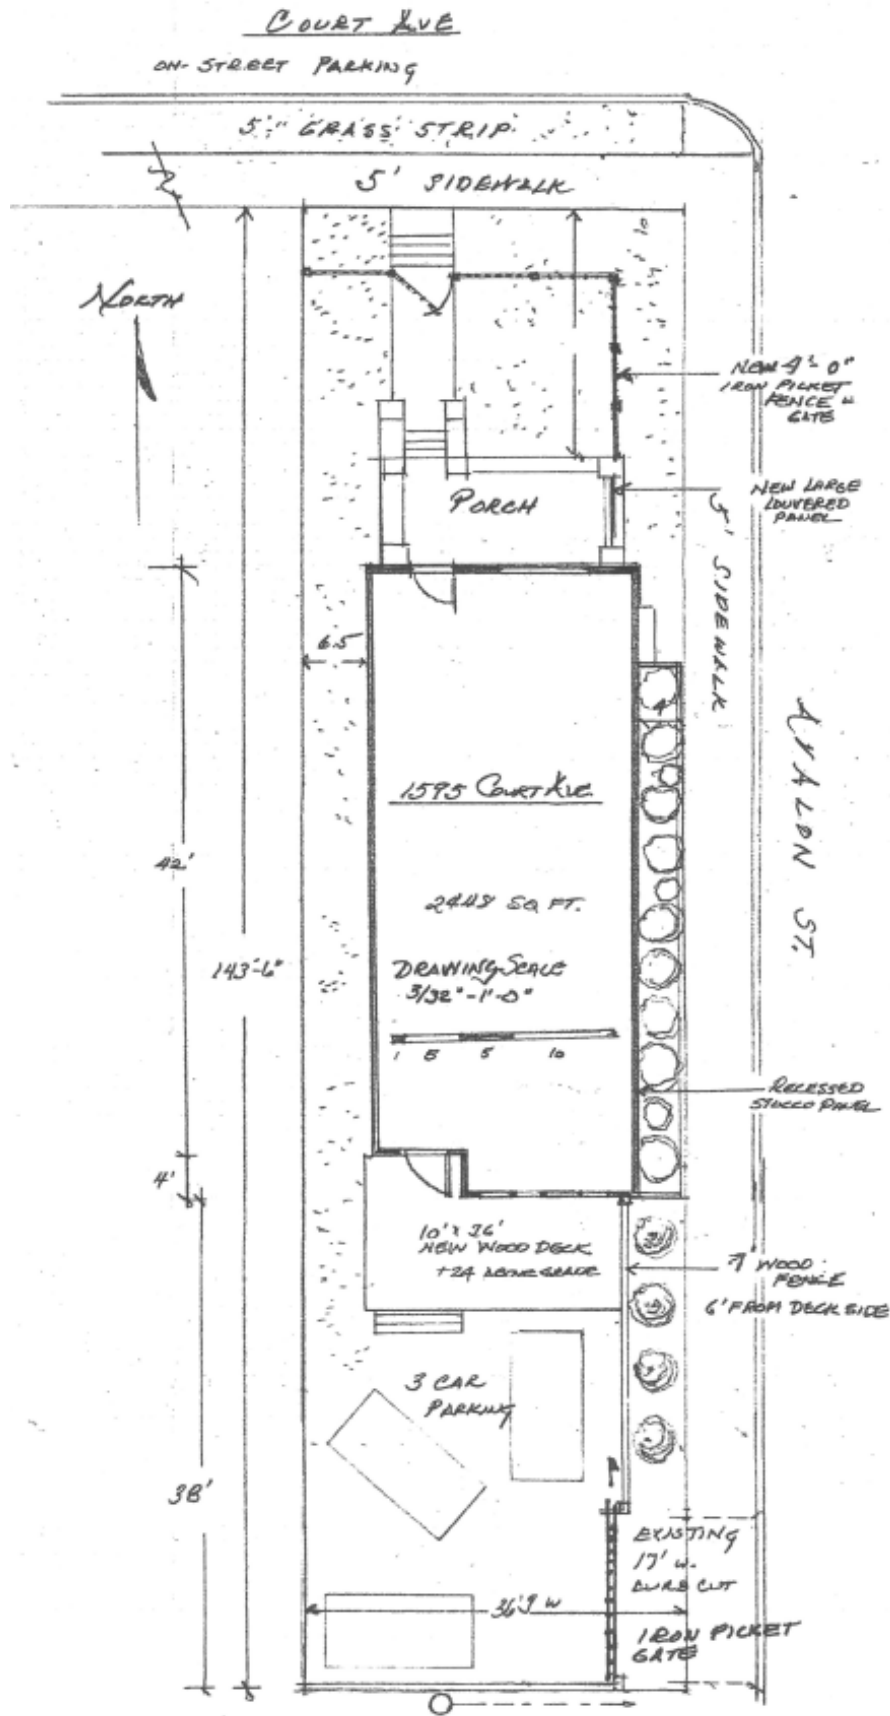 COURT AVE
ON-STREET PARKING
5'" GRASS STRIP
5' SIDEWALK
10
NORTH
NEW 4'-0"
IRON PICKET
FENCE W
GATE
PORCH
NEW LARGE
LOUVERED
PANEL
5' SIDEWALK
6.5
AVALON ST.
1595 COURT AVE.
42'
2448 SQ FT.
143'-6"
DRAWING SCALE
3/32"-1'-0"
1 5 5 10
RECESSED
STUCCO PANEL
4'
NEW WOOD DECK
+24 ABOVE GRADE
WOOD
FENCE
6' FROM DECK SIDE
3 CAR
PARKING
38'
EXISTING
17' W.
CURB CUT
36'9 W
IRON PICKET
GATE